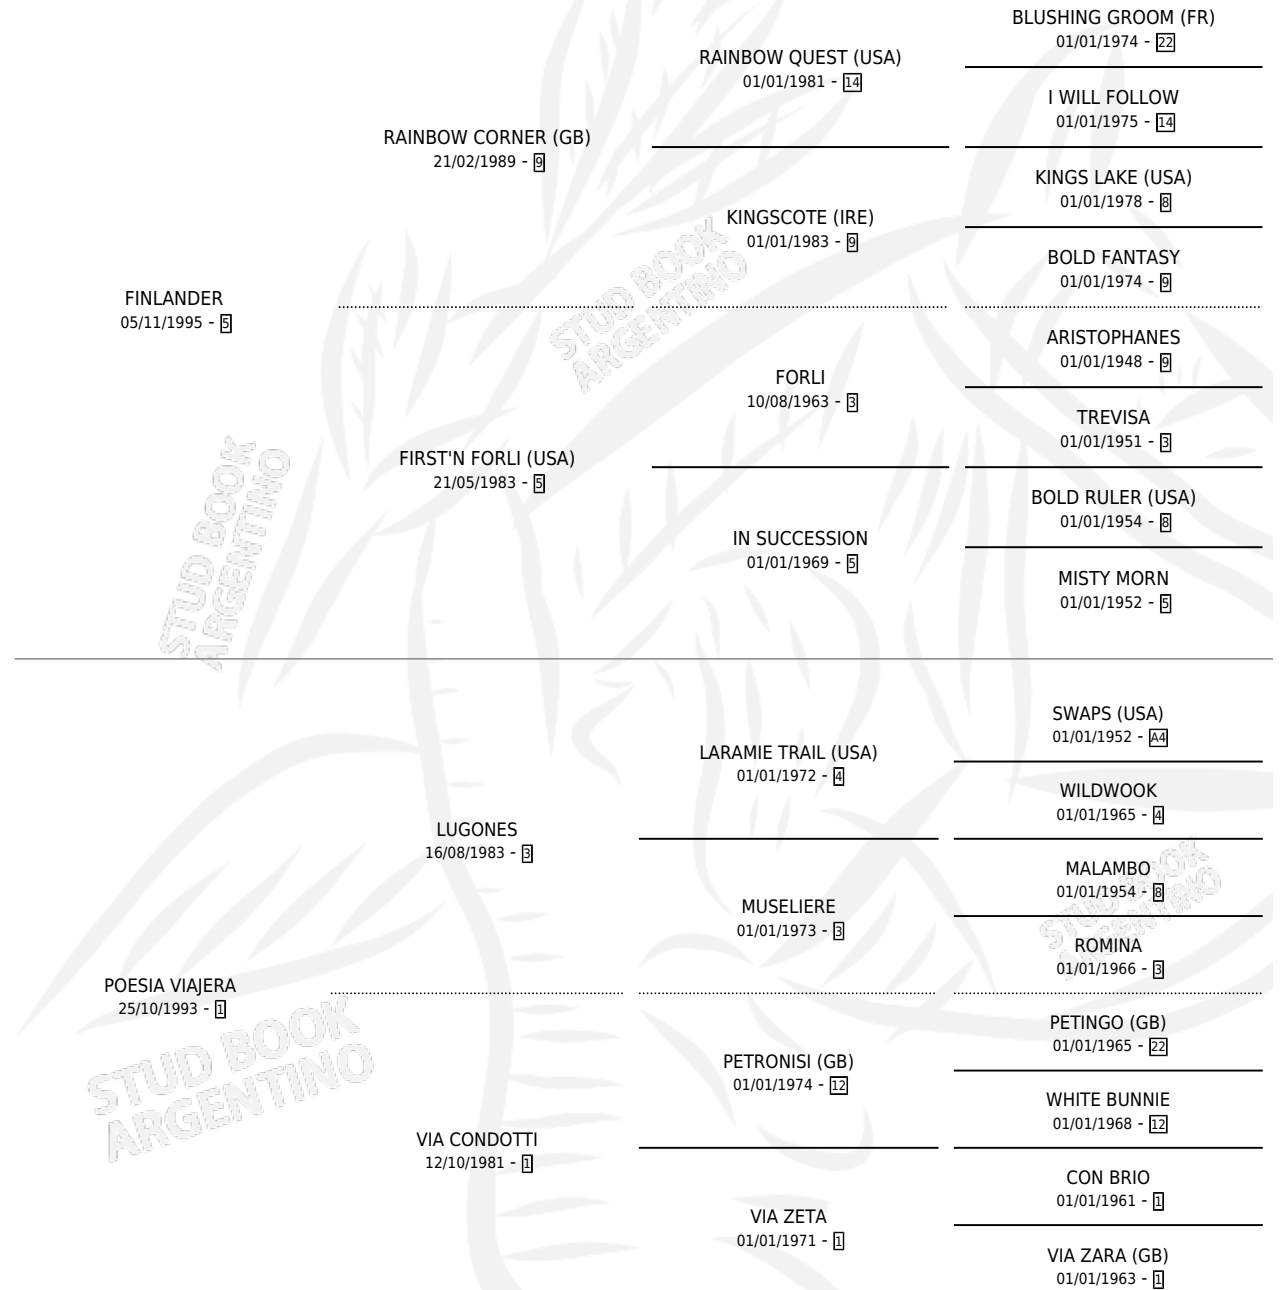 BLUSHING GROOM (FR)
01/01/1974 - 22
RAINBOW QUEST (USA)
01/01/1981 - 14
I WILL FOLLOW
01/01/1975 - 14
RAINBOW CORNER (GB)
21/02/1989 - 9
KINGS LAKE (USA)
01/01/1978 - 8
KINGSCOTE (IRE)
01/01/1983 - 9
BOLD FANTASY
01/01/1974 - 9
FINLANDER
05/11/1995 - 5
STUD BOOK
ARGENTINO
ARISTOPHANES
01/01/1948 - 9
FORLI
10/08/1963 - 3
TREVISA
01/01/1951 - 3
FIRST'N FORLI (USA)
21/05/1983 - 5
BOLD RULER (USA)
01/01/1954 - 8
IN SUCCESSION
01/01/1969 - 5
MISTY MORN
01/01/1952 - 5
STUD BOOK
ARGENTINO
SWAPS (USA)
01/01/1952 - A4
LARAMIE TRAIL (USA)
01/01/1972 - 4
WILDWOOK
01/01/1965 - 4
LUGONES
16/08/1983 - 3
MALAMBO
01/01/1954 - 8
MUSELIERE
01/01/1973 - 3
ROMINA
01/01/1966 - 3
STUD BOOK
ARGENTINO
POESIA VIAJERA
25/10/1993 - 1
PETINGO (GB)
01/01/1965 - 22
PETRONISI (GB)
01/01/1974 - 12
WHITE BUNNIE
01/01/1968 - 12
STUD BOOK
ARGENTINO
VIA CONDOTTI
12/10/1981 - 1
CON BRIO
01/01/1961 - 1
VIA ZETA
01/01/1971 - 1
VIA ZARA (GB)
01/01/1963 - 1